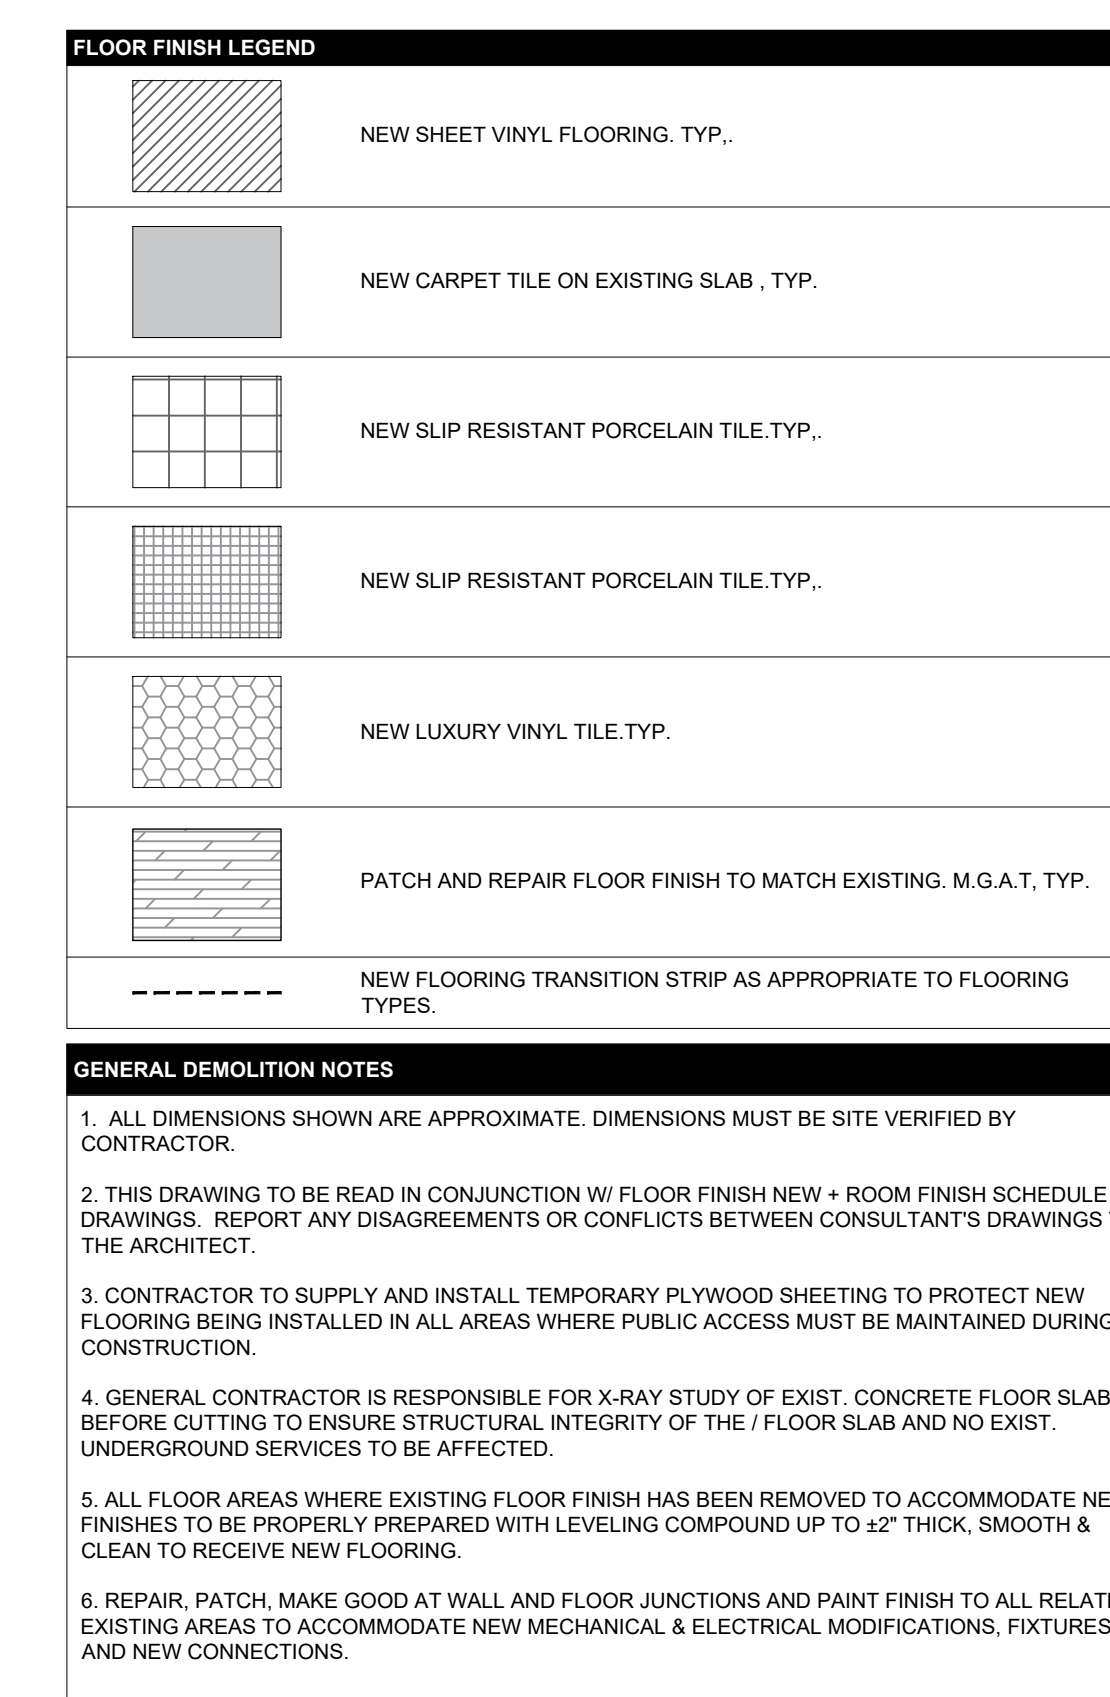 FLOOR FINISH LEGEND
NEW SHEET VINYL FLOORING. TYP,.
NEW CARPET TILE ON EXISTING SLAB , TYP.
NEW SLIP RESISTANT PORCELAIN TILE.TYP,.
NEW SLIP RESISTANT PORCELAIN TILE.TYP,.
NEW LUXURY VINYL TILE.TYP.
PATCH AND REPAIR FLOOR FINISH TO MATCH EXISTING. M.G.A.T, TYP.
NEW FLOORING TRANSITION STRIP AS APPROPRIATE TO FLOORING
TYPES.
GENERAL DEMOLITION NOTES
1. ALL DIMENSIONS SHOWN ARE APPROXIMATE. DIMENSIONS MUST BE SITE VERIFIED BY
CONTRACTOR.
2. THIS DRAWING TO BE READ IN CONJUNCTION W/ FLOOR FINISH NEW + ROOM FINISH SCHEDULE
DRAWINGS. REPORT ANY DISAGREEMENTS OR CONFLICTS BETWEEN CONSULTANT'S DRAWINGS
THE ARCHITECT.
3. CONTRACTOR TO SUPPLY AND INSTALL TEMPORARY PLYWOOD SHEETING TO PROTECT NEW
FLOORING BEING INSTALLED IN ALL AREAS WHERE PUBLIC ACCESS MUST BE MAINTAINED DURING
CONSTRUCTION.
4. GENERAL CONTRACTOR IS RESPONSIBLE FOR X-RAY STUDY OF EXIST. CONCRETE FLOOR SLAB
BEFORE CUTTING TO ENSURE STRUCTURAL INTEGRITY OF THE / FLOOR SLAB AND NO EXIST.
UNDERGROUND SERVICES TO BE AFFECTED.
5. ALL FLOOR AREAS WHERE EXISTING FLOOR FINISH HAS BEEN REMOVED TO ACCOMMODATE
FINISHES TO BE PROPERLY PREPARED WITH LEVELING COMPOUND UP TO ±2" THICK, SMOOTH &
CLEAN TO RECEIVE NEW FLOORING.
6. REPAIR, PATCH, MAKE GOOD AT WALL AND FLOOR JUNCTIONS AND PAINT FINISH TO ALL
EXISTING AREAS TO ACCOMMODATE NEW MECHANICAL & ELECTRICAL MODIFICATIONS, FIXTURES
AND NEW CONNECTIONS.